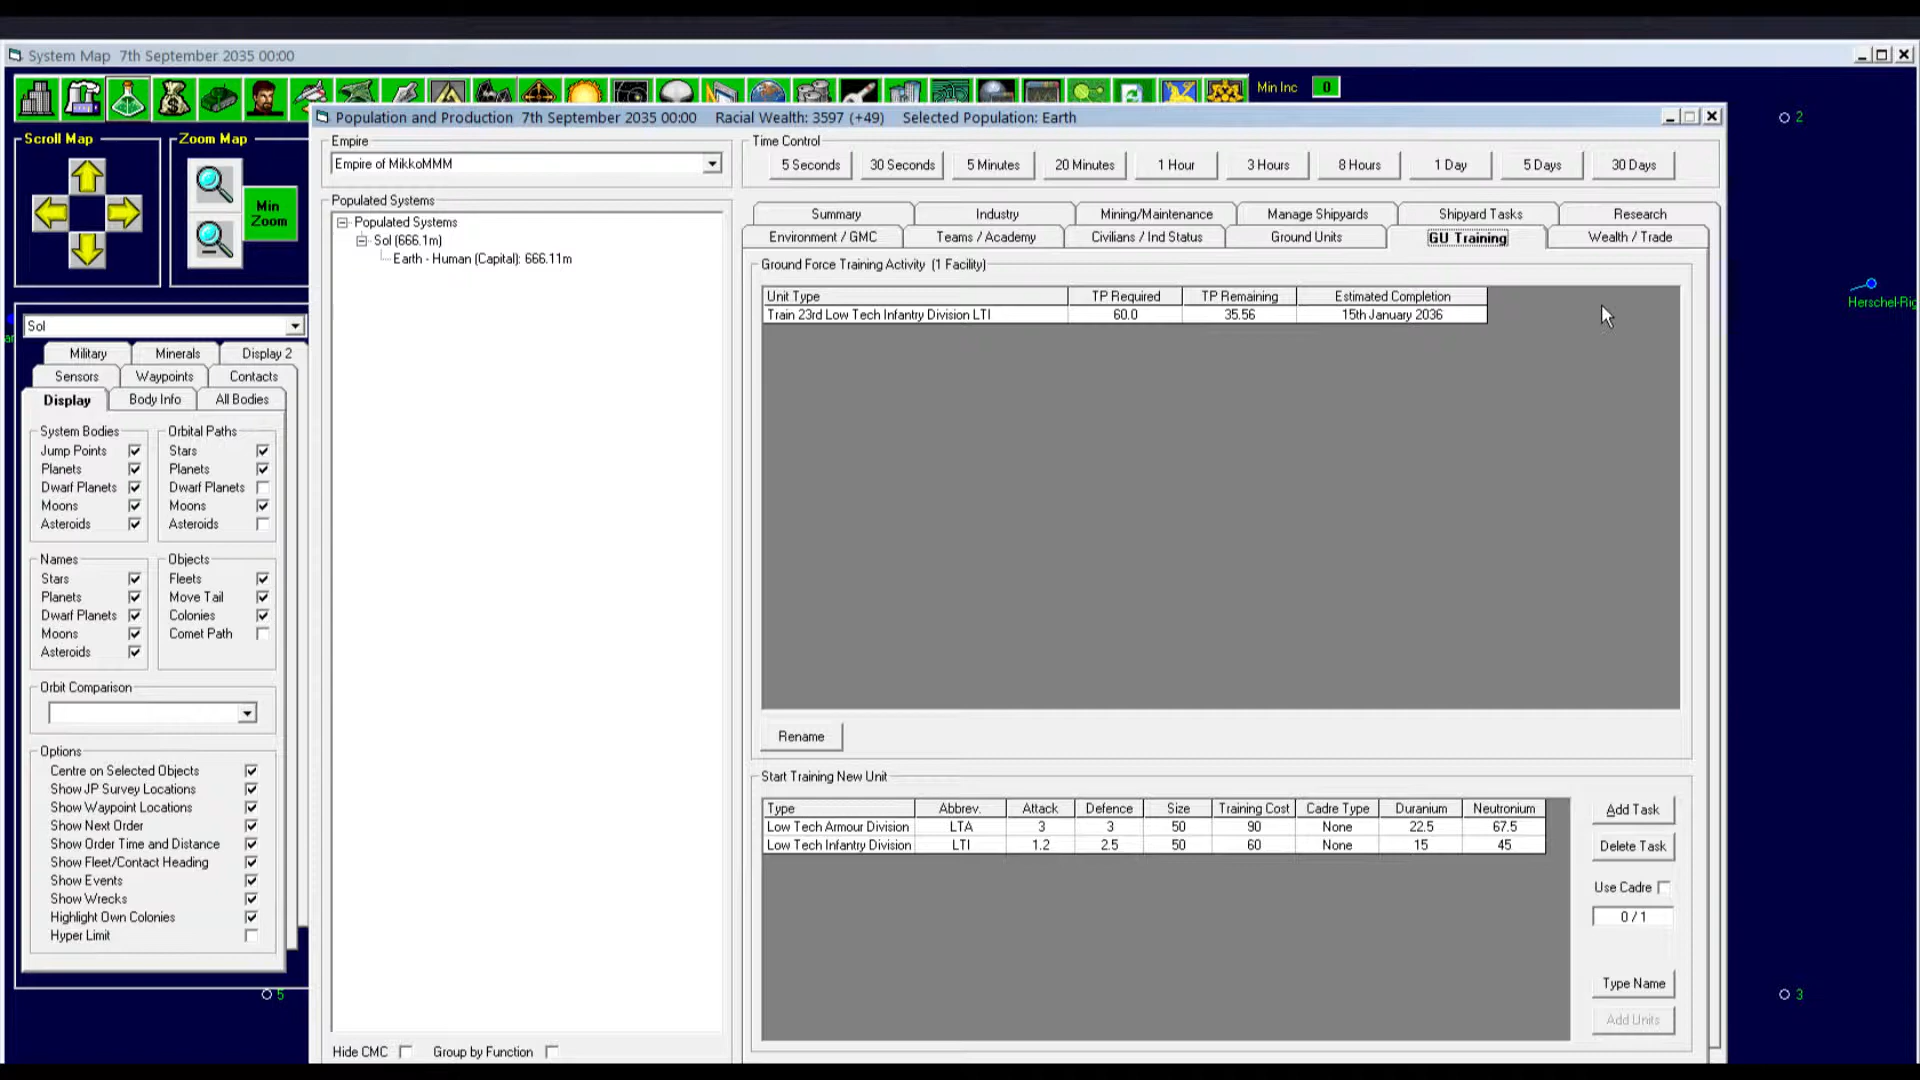 System Map 7th September 2035 00:00
Min Inc 0
Scroll Map
Zoom Map
Min Zoom
2
Sol
Military Minerals Display 2
Sensors Waypoints Contacts
Display Body Info All Bodies
System Bodies
Jump Points
Planets
Dwarf Planets
Moons
Asteroids
Orbital Paths
Stars
Planets
Dwarf Planets
Moons
Asteroids
Names
Stars
Planets
Dwarf Planets
Moons
Asteroids
Objects
Fleets
Move Tail
Colonies
Comet Path
Orbit Comparison
Options
Centre on Selected Objects
Show JP Survey Locations
Show Waypoint Locations
Show Next Order
Show Order Time and Distance
Show Fleet/Contact Heading
Show Events
Show Wrecks
Highlight Own Colonies
Hyper Limit
5
Population and Production 7th September 2035 00:00 Racial Wealth: 3597 (+49) Selected Population: Earth
Empire
Empire of MikkoMMM
Populated Systems
Populated Systems
Sol (666.1m)
Earth - Human (Capital): 666.11m
Hide CMC Group by Function
Time Control
5 Seconds 30 Seconds 5 Minutes 20 Minutes 1 Hour 3 Hours 8 Hours 1 Day 5 Days 30 Days
Summary Industry Mining/Maintenance Manage Shipyards Shipyard Tasks Research
Environment / GMC Teams / Academy Civilians / Ind Status Ground Units GU Training Wealth / Trade
Ground Force Training Activity (1 Facility)
Unit Type TP Required TP Remaining Estimated Completion
Train 23rd Low Tech Infantry Division LTI 60.0 35.56 15th January 2036
Rename
Start Training New Unit
Type Abbrev. Attack Defence Size Training Cost Cadre Type Duranium Neutronium
Low Tech Armour Division LTA 3 3 50 90 None 22.5 67.5
Low Tech Infantry Division LTI 1.2 2.5 50 60 None 15 45
Add Task
Delete Task
Use Cadre
0 / 1
Type Name
Add Units
Herschel-Rig
3